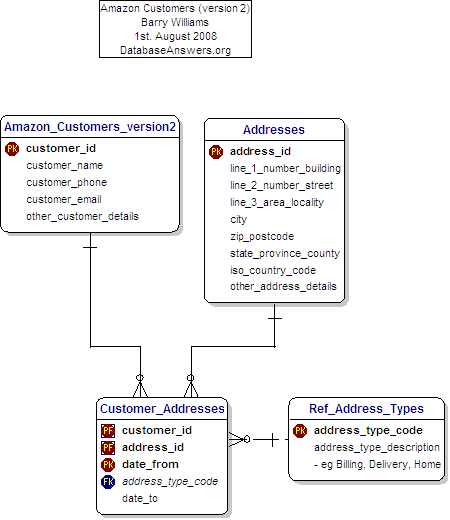 Amazon Customers (version 2)
Barry Williams
1st. August 2008
DatabaseAnswers.org
Amazon_Customers_version2
PK customer_id
customer_name
customer_phone
customer_email
other_customer_details
Addresses
PK address_id
line_1_number_building
line_2_number_street
line_3_area_locality
city
zip_postcode
state_province_county
iso_country_code
other_address_details
Customer_Addresses
PF customer_id
PF address_id
PK date_from
FK address_type_code
date_to
Ref_Address_Types
PK address_type_code
address_type_description
- eg Billing, Delivery, Home